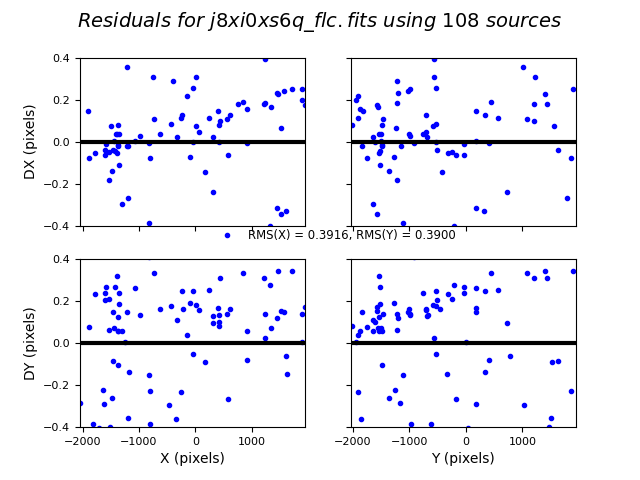 Residuals for j8xi0xs6q_flc.fits using 108 sources
DX (pixels)
0.4
0.2
0.0
−0.2
−0.4
RMS(X) = 0.3916, RMS(Y) = 0.3900
DY (pixels)
0.4
0.2
0.0
−0.2
−0.4
−2000 −1000 0 1000
−2000 −1000 0 1000
X (pixels)
Y (pixels)